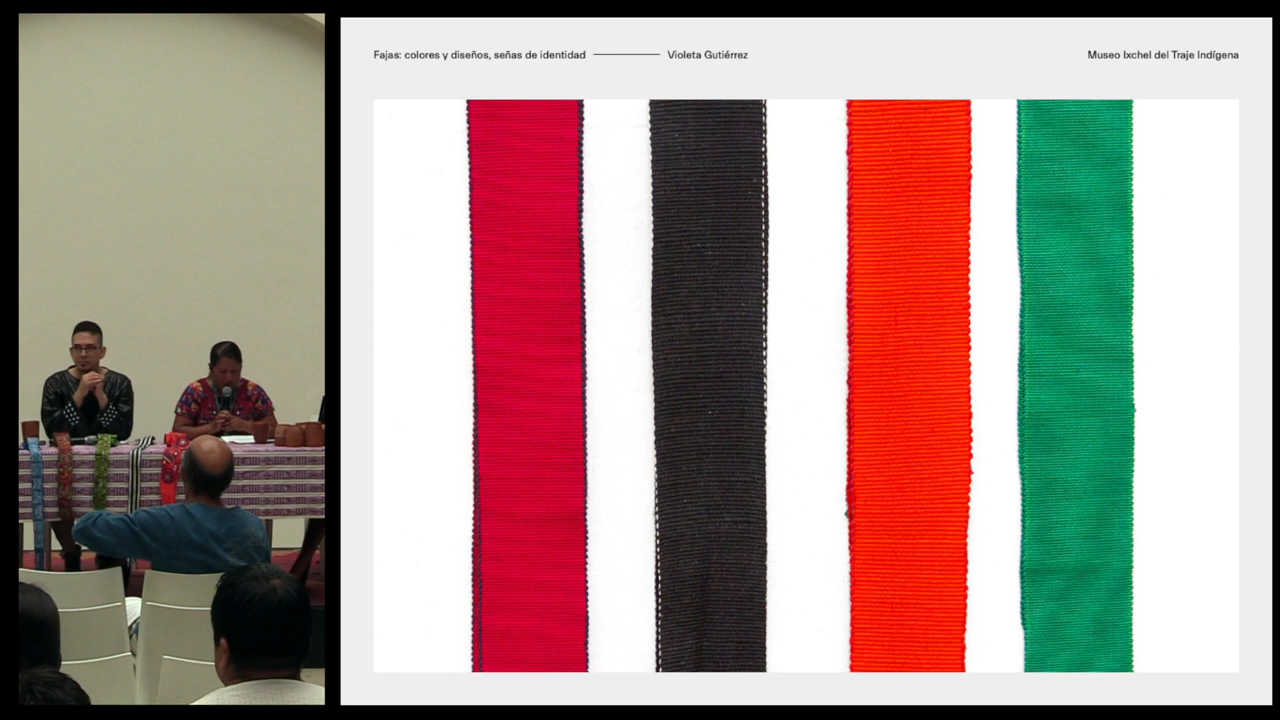 Fajas: colores y diseños, señas de identidad
Violeta Gutiérrez
Museo Ixchel del Traje Indígena